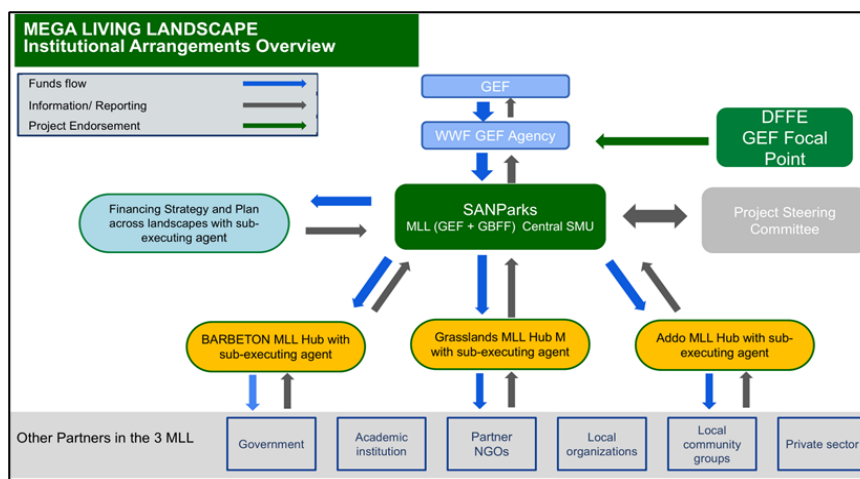 MEGA LIVING LANDSCAPE
Institutional Arrangements Overview
Funds flow
Information/ Reporting
Project Endorsement
GEF
WWF GEF Agency
DFFE
GEF Focal
Point
Financing Strategy and Plan
across landscapes with sub-
executing agent
SANParks
MLL (GEF + GBFF) Central SMU
Project Steering
Committee
BARBETON MLL Hub with
sub-executing agent
Grasslands MLL Hub M
with sub-executing agent
Addo MLL Hub with sub-
executing agent
Other Partners in the 3 MLL
Government
Academic
institution
Partner
NGOs
Local
organizations
Local
community
groups
Private sector